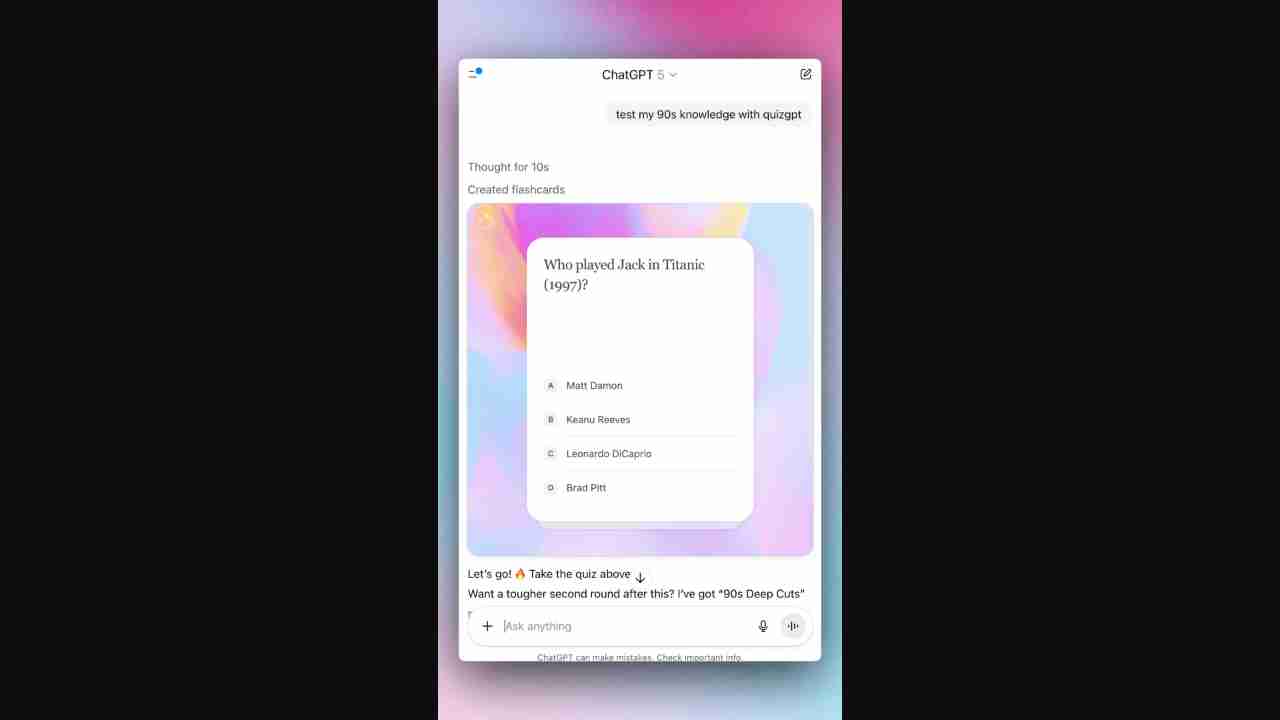 ChatGPT 5
test my 90s knowledge with quizgpt
Thought for 10s
Created flashcards
Who played Jack in Titanic
(1997)?
A Matt Damon
B Keanu Reeves
C Leonardo DiCaprio
D Brad Pitt
Let's go! 🔥 Take the quiz above
Want a tougher second round after this? I've got “90s Deep Cuts”
Ask anything
ChatGPT can make mistakes. Check important info.